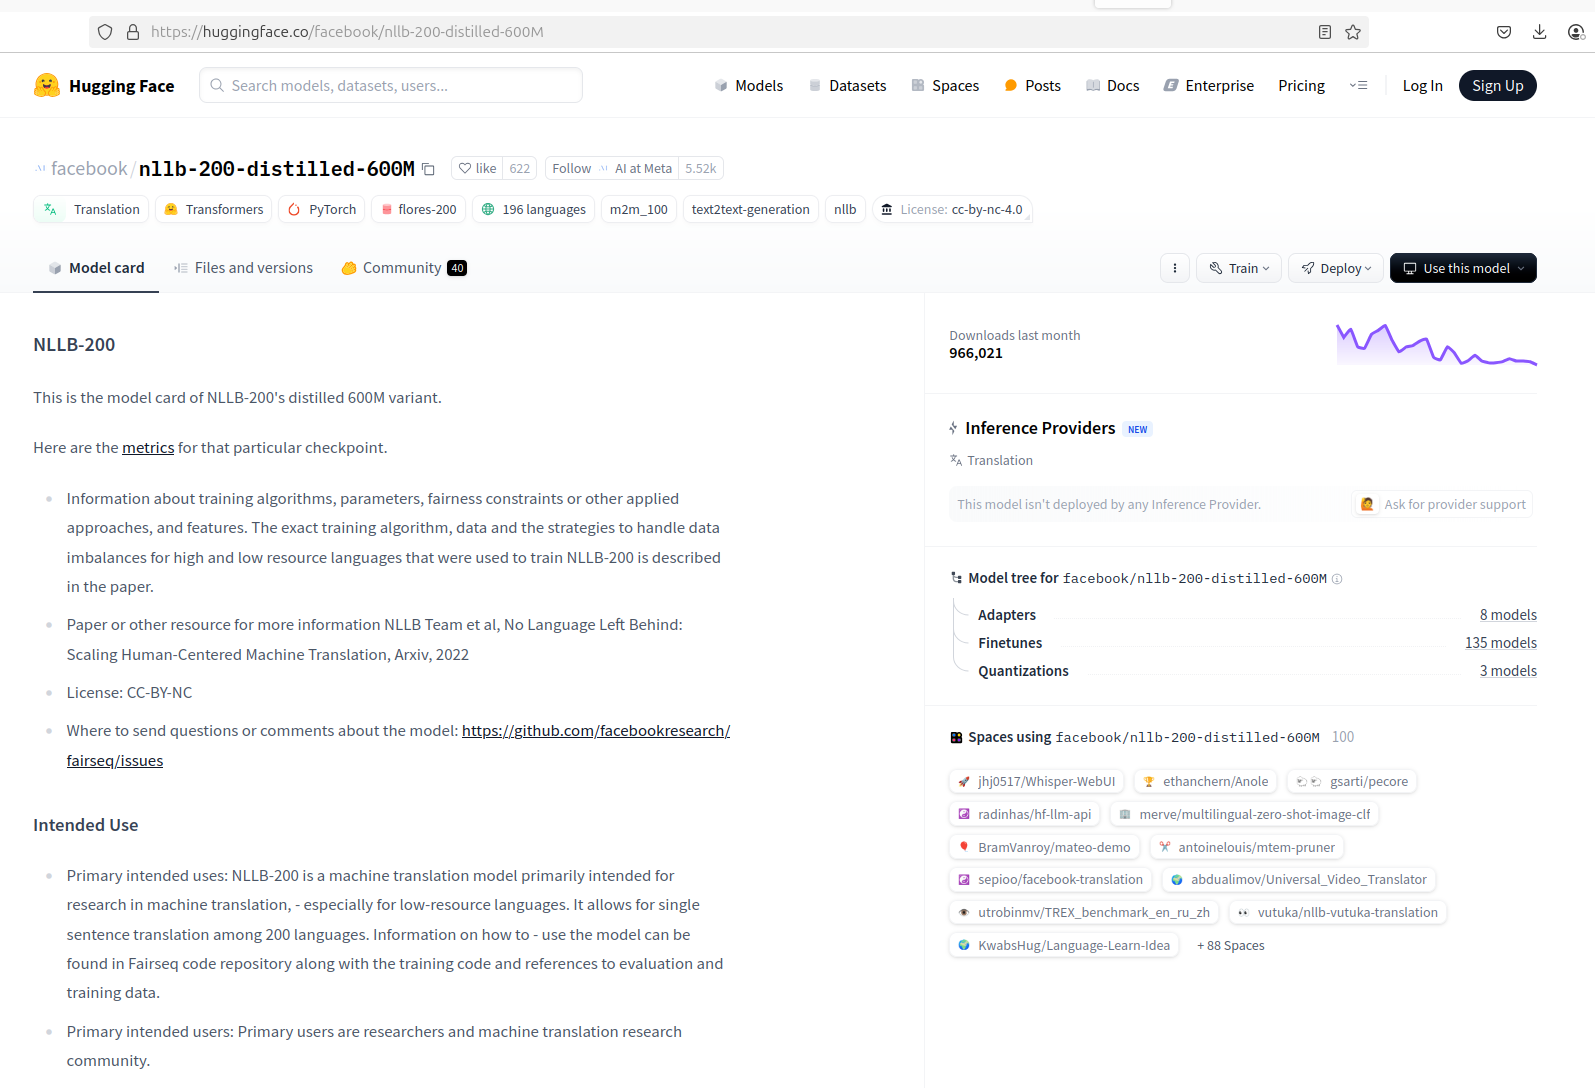 https://huggingface.co/facebook/nllb-200-distilled-600M
Hugging Face
Search models, datasets, users...
Models
Datasets
Spaces
Posts
Docs
Enterprise
Pricing
Log In
Sign Up
facebook/nllb-200-distilled-600M
like 622
Follow AI at Meta 5.52k
Translation
Transformers
PyTorch
flores-200
196 languages
m2m_100
text2text-generation
nllb
License: cc-by-nc-4.0
Model card
Files and versions
Community 40
Train
Deploy
Use this model
NLLB-200
This is the model card of NLLB-200's distilled 600M variant.
Here are the metrics for that particular checkpoint.
Information about training algorithms, parameters, fairness constraints or other applied
approaches, and features. The exact training algorithm, data and the strategies to handle data
imbalances for high and low resource languages that were used to train NLLB-200 is described
in the paper.
Paper or other resource for more information NLLB Team et al, No Language Left Behind:
Scaling Human-Centered Machine Translation, Arxiv, 2022
License: CC-BY-NC
Where to send questions or comments about the model: https://github.com/facebookresearch/
fairseq/issues
Intended Use
Primary intended uses: NLLB-200 is a machine translation model primarily intended for
research in machine translation, - especially for low-resource languages. It allows for single
sentence translation among 200 languages. Information on how to - use the model can be
found in Fairseq code repository along with the training code and references to evaluation and
training data.
Primary intended users: Primary users are researchers and machine translation research
community.
Downloads last month
966,021
Inference Providers NEW
Translation
This model isn't deployed by any Inference Provider.
Ask for provider support
Model tree for facebook/nllb-200-distilled-600M
Adapters 8 models
Finetunes 135 models
Quantizations 3 models
Spaces using facebook/nllb-200-distilled-600M 100
jhj0517/Whisper-WebUI
ethanchern/Anole
gsarti/pecore
radinhas/hf-llm-api
merve/multilingual-zero-shot-image-clf
BramVanroy/mateo-demo
antoinelouis/mtem-pruner
sepioo/facebook-translation
abdualimov/Universal_Video_Translator
utrobinmv/TREX_benchmark_en_ru_zh
vutuka/nllb-vutuka-translation
KwabsHug/Language-Learn-Idea
+ 88 Spaces